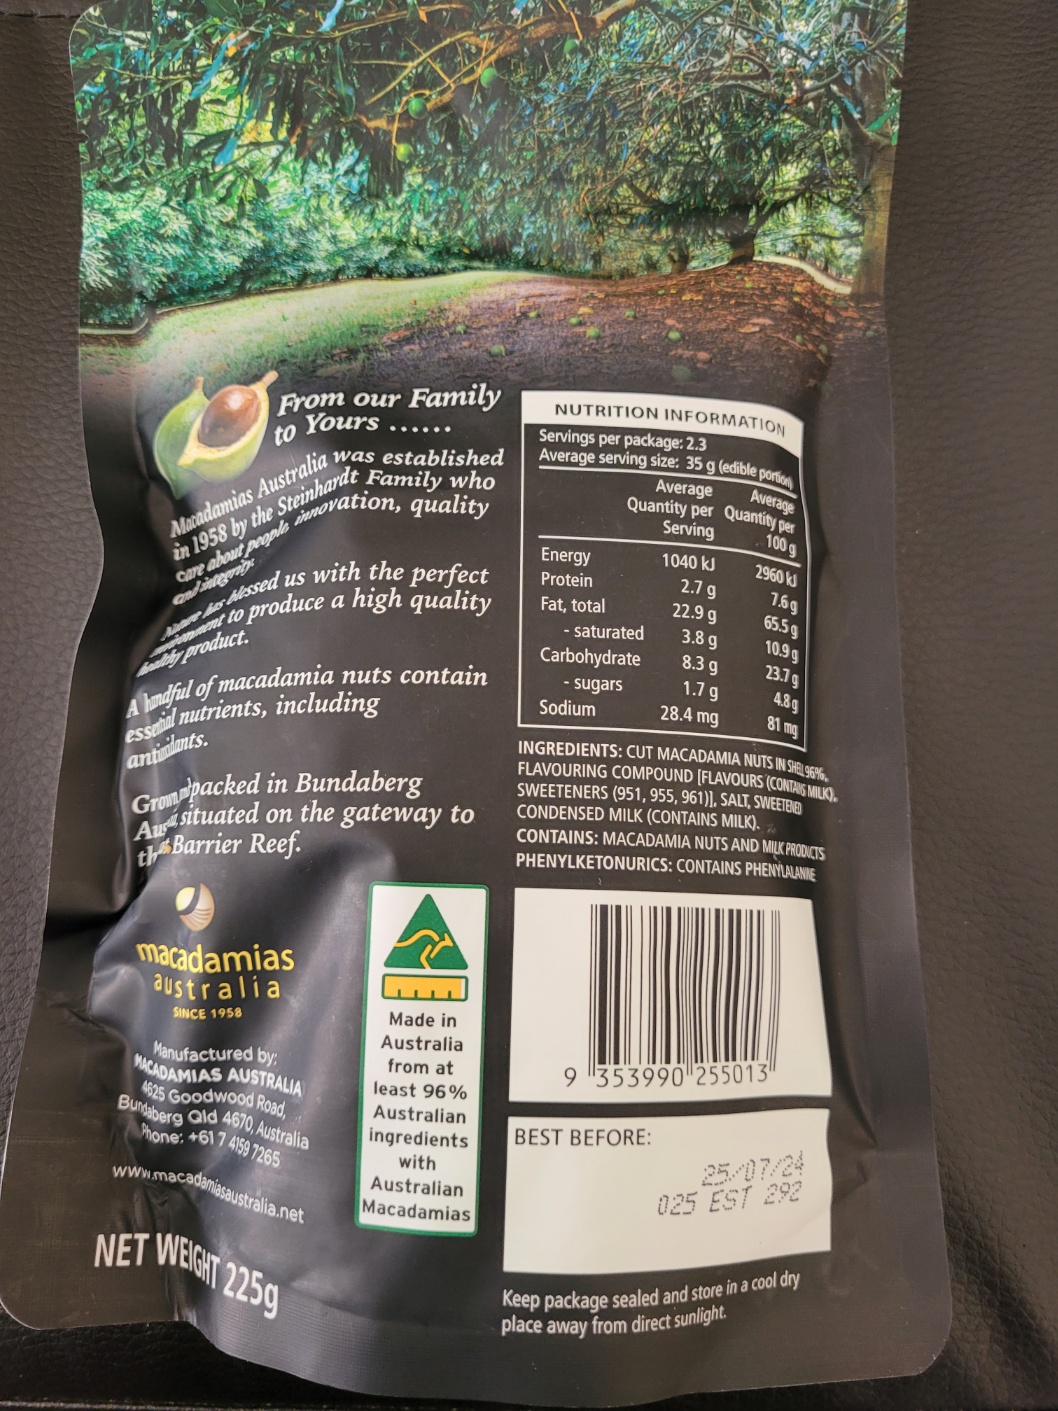 From our Family
to Yours ......
Macadamias Australia was established
in 1958 by the Steinhardt Family who
care about people, innovation, quality
and integrity.
Nature has blessed us with the perfect
environment to produce a high quality
healthy product.
A handful of macadamia nuts contain
essential nutrients, including
antioxidants.
Grown packed in Bundaberg
situated on the gateway to
Barrier Reef.
macadamias
australia
SINCE 1958
Manufactured by:
MACADAMIAS AUSTRALIA
4625 Goodwood Road,
Bundaberg Qld 4670, Australia
Phone: +61 7 4159 7265
www.macadamiasaustralia.net
NET WEIGHT 225g
Made in
Australia
from at
least 96%
Australian
ingredients
with
Australian
Macadamias
NUTRITION INFORMATION
Servings per package: 2.3
Average serving size: 35 g (edible portion)
Average Average
Quantity per Quantity per
Serving 100 g
Energy 1040 kJ 2960 kJ
Protein 2.7 g 7.6 g
Fat, total 22.9 g 65.5 g
- saturated 3.8 g 10.9 g
Carbohydrate 8.3 g 23.7 g
- sugars 1.7 g 4.8 g
Sodium 28.4 mg 81 mg
INGREDIENTS: CUT MACADAMIA NUTS IN SHELL 96%,
FLAVOURING COMPOUND [FLAVOURS (CONTAINS MILK),
SWEETENERS (951, 955, 961)], SALT, SWEETENED
CONDENSED MILK (CONTAINS MILK).
CONTAINS: MACADAMIA NUTS AND MILK PRODUCTS
PHENYLKETONURICS: CONTAINS PHENYLALANINE
9 353990 255013
BEST BEFORE:
25/07/24
025 EST 292
Keep package sealed and store in a cool dry
place away from direct sunlight.